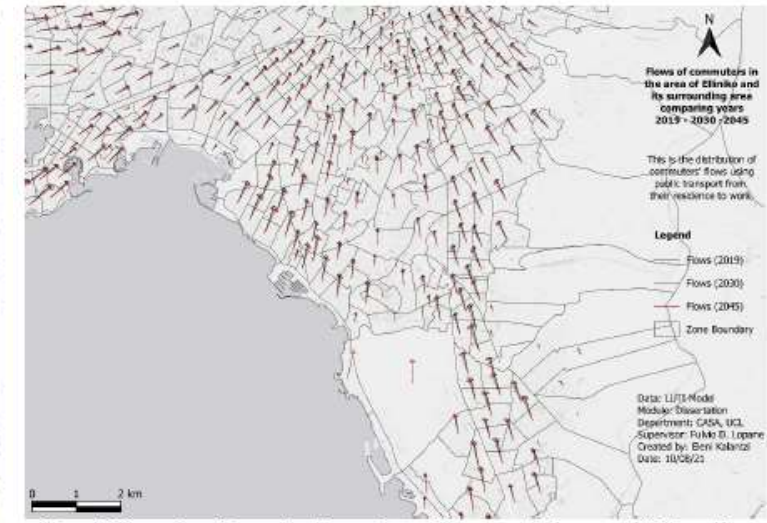 N
Flows of commuters in
the area of Elliniko and
its surrounding area
comparing years
2019 - 2030 -2045
This is the distribution of
commuters' flows using
public transport from
their residence to work.
Legend
Flows (2019)
Flows (2030)
Flows (2045)
Zone Boundary
Data: LUTI Model
Module: Dissertation
Department: CASA, UCL
Supervisor: Fulvio D. Lopane
Created by: Eleni Kalantzi
Date: 10/08/21
0 1 2 km